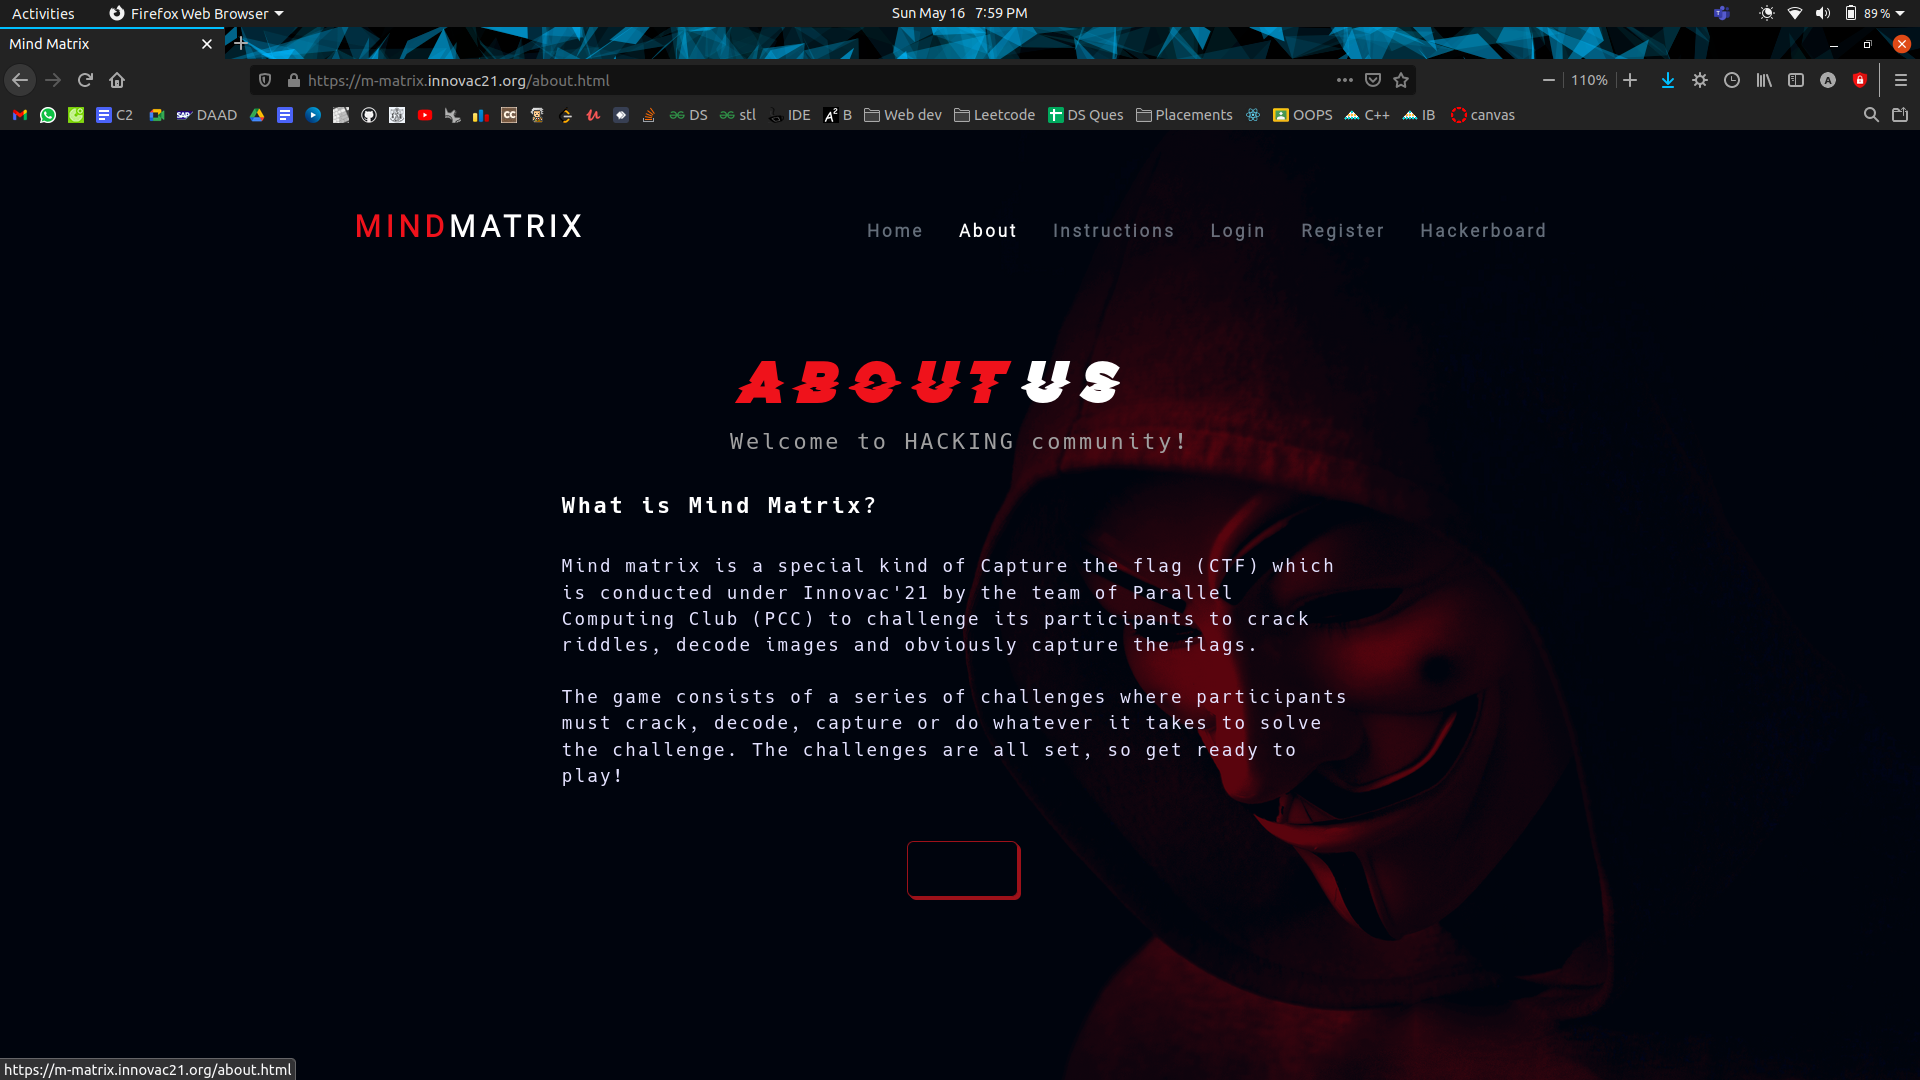 Activities Firefox Web Browser Sun May 16 7:59 PM 89 %
Mind Matrix
https://m-matrix.innovac21.org/about.html 110%
C2 SAP DAAD CC DS stl IDE A² B Web dev Leetcode DS Ques Placements OOPS C++ IB canvas
MINDMATRIX Home About Instructions Login Register Hackerboard
ABOUT US
Welcome to HACKING community!
What is Mind Matrix?
Mind matrix is a special kind of Capture the flag (CTF) which
is conducted under Innovac'21 by the team of Parallel
Computing Club (PCC) to challenge its participants to crack
riddles, decode images and obviously capture the flags.
The game consists of a series of challenges where participants
must crack, decode, capture or do whatever it takes to solve
the challenge. The challenges are all set, so get ready to
play!
https://m-matrix.innovac21.org/about.html